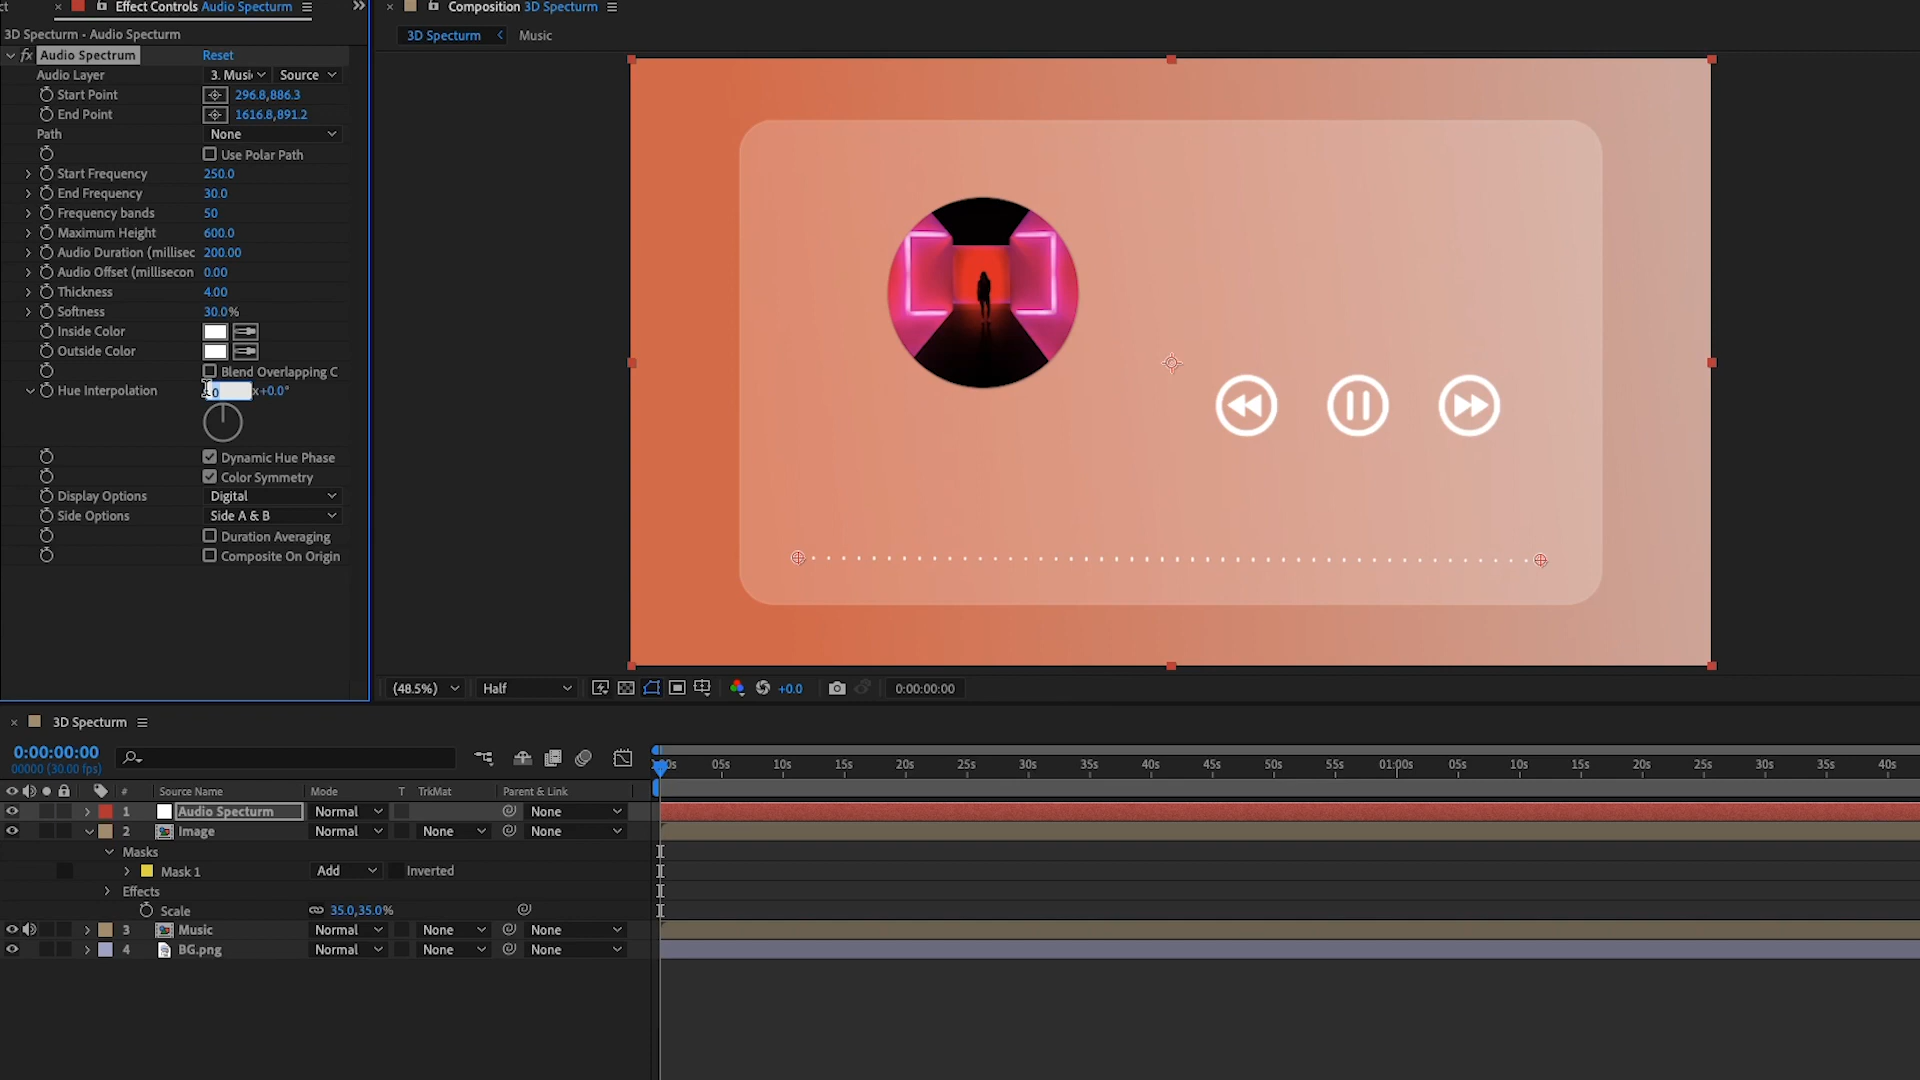 ct × Effect Controls Audio Specturm ☰ »
3D Specturm - Audio Spectrum
fx Audio Spectrum Reset
Audio Layer 3. Musi Source
Start Point 296.8,886.3
End Point 1616.8,891.2
Path None
Use Polar Path
Start Frequency 250.0
End Frequency 30.0
Frequency bands 50
Maximum Height 600.0
Audio Duration (millisec 200.00
Audio Offset (millisecon 0.00
Thickness 4.00
Softness 30.0%
Inside Color
Outside Color
Blend Overlapping C
Hue Interpolation 0 x+0.0°
Dynamic Hue Phase
Color Symmetry
Display Options Digital
Side Options Side A & B
Duration Averaging
Composite On Origin
× Composition 3D Specturm ☰
3D Specturm < Music
(48.5%) Half +0.0 0:00:00:00
× 3D Specturm ☰
0:00:00:00
00000 (30.00 fps)
05s 10s 15s 20s 25s 30s 35s 40s 45s 50s 55s 01:00s 05s 10s 15s 20s 25s 30s 35s 40s
# Source Name Mode T TrkMat Parent & Link
1 Audio Specturm Normal None
2 Image Normal None None
Masks
Mask 1 Add Inverted
Effects
Scale 35.0,35.0%
3 Music Normal None None
4 BG.png Normal None None